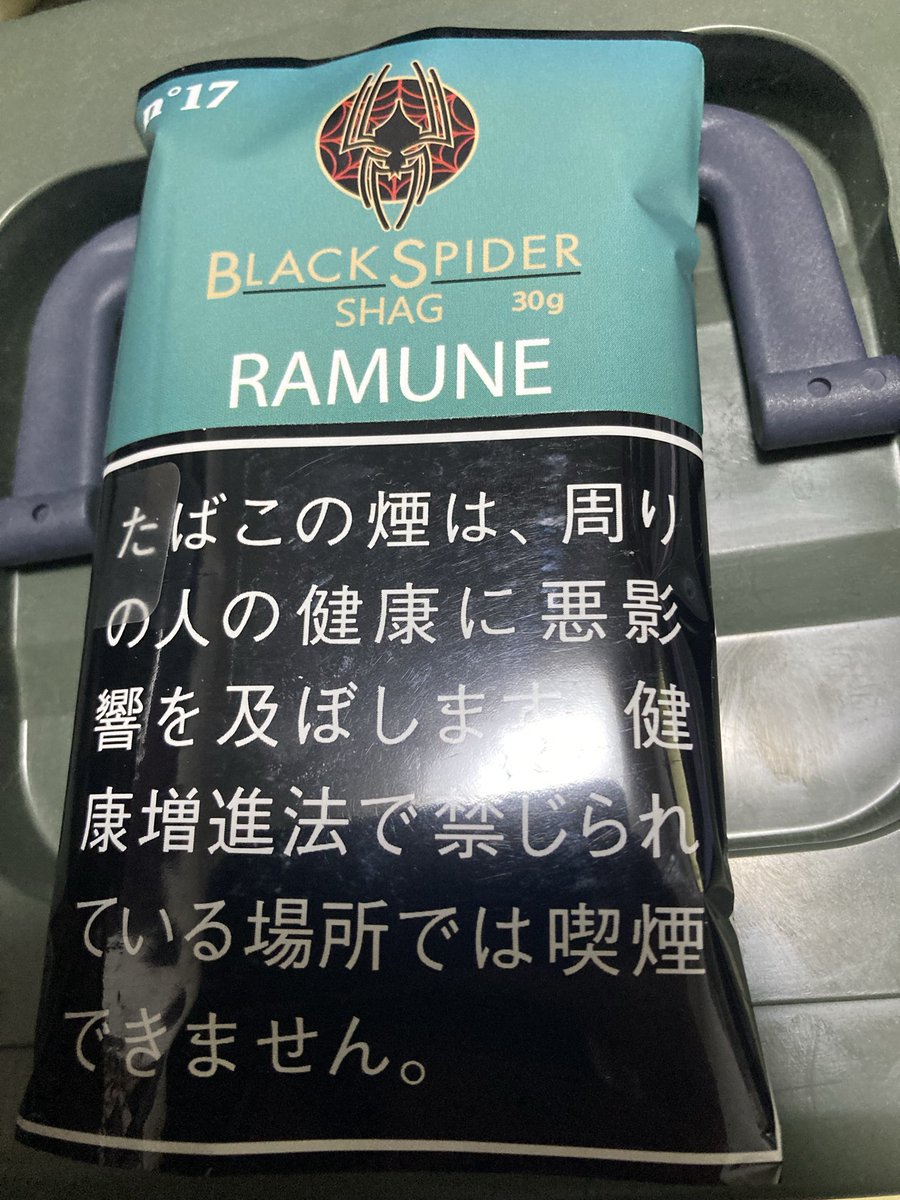 n°17
BLACK SPIDER
SHAG 30g
RAMUNE
たばこの煙は、周り
の人の健康に悪影
響を及ぼします 健
康増進法で禁じられ
ている場所では喫煙
できません。